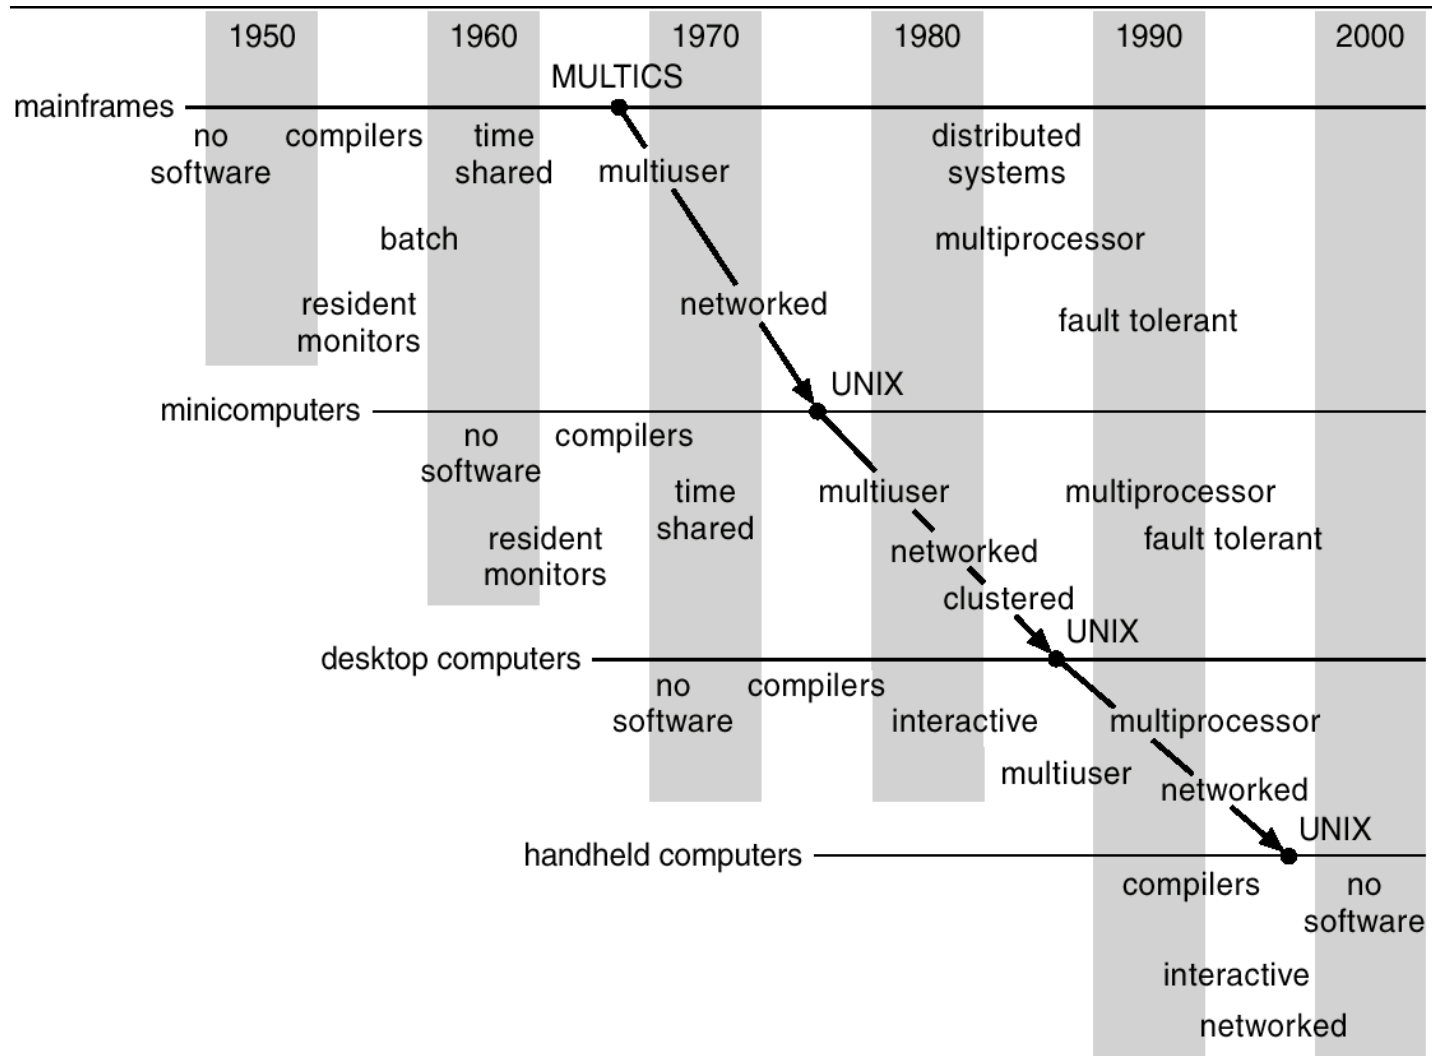 1950 1960 1970 1980 1990 2000
MULTICS
mainframes
no compilers time distributed
software shared multiuser systems
batch multiprocessor
resident networked
monitors fault tolerant
UNIX
minicomputers
no compilers
software
time multiuser multiprocessor
shared
resident fault tolerant
monitors networked
clustered
UNIX
desktop computers
no compilers
software interactive multiprocessor
multiuser
networked
UNIX
handheld computers
compilers no
software
interactive
networked